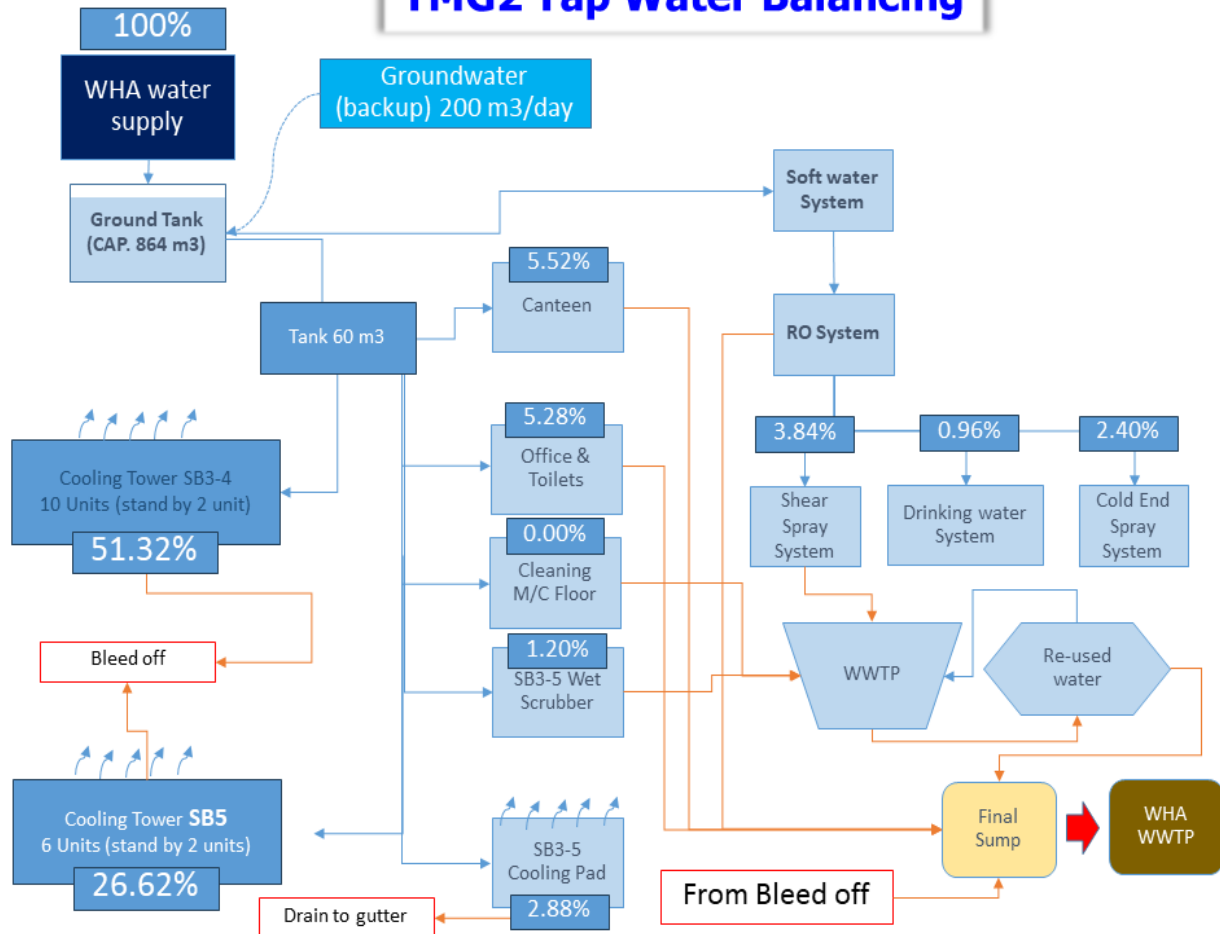 TMG2 Tap Water Balancing
100%
WHA water
supply
Groundwater
(backup) 200 m3/day
Ground Tank
(CAP. 864 m3)
Soft water
System
5.52%
Canteen
Tank 60 m3
RO System
5.28%
Office &
Toilets
3.84%
0.96%
2.40%
Cooling Tower SB3-4
10 Units (stand by 2 unit)
51.32%
Shear
Spray
System
Drinking water
System
Cold End
Spray
System
0.00%
Cleaning
M/C Floor
Bleed off
1.20%
SB3-5 Wet
Scrubber
WWTP
Re-used
water
Cooling Tower SB5
6 Units (stand by 2 units)
26.62%
SB3-5
Cooling Pad
2.88%
Drain to gutter
Final
Sump
WHA
WWTP
From Bleed off